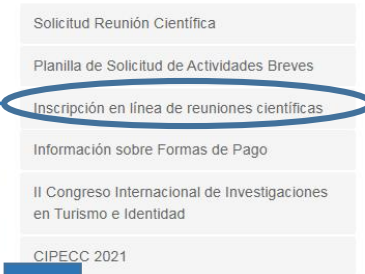 Solicitud Reunión Científica
Planilla de Solicitud de Actividades Breves
Inscripción en línea de reuniones científicas
Información sobre Formas de Pago
II Congreso Internacional de Investigaciones
en Turismo e Identidad
CIPECC 2021